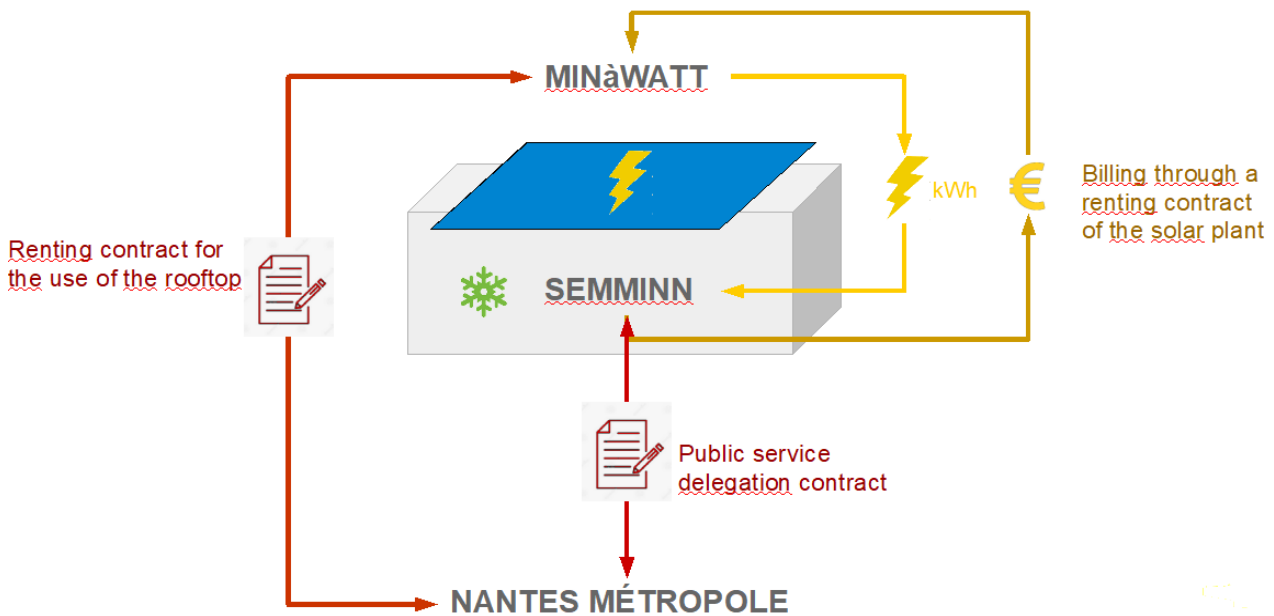 MINàWATT
€
kWh
Billing through a
renting contract
of the solar plant
Renting contract for
the use of the rooftop
SEMMINN
Public service
delegation contract
NANTES MÉTROPOLE